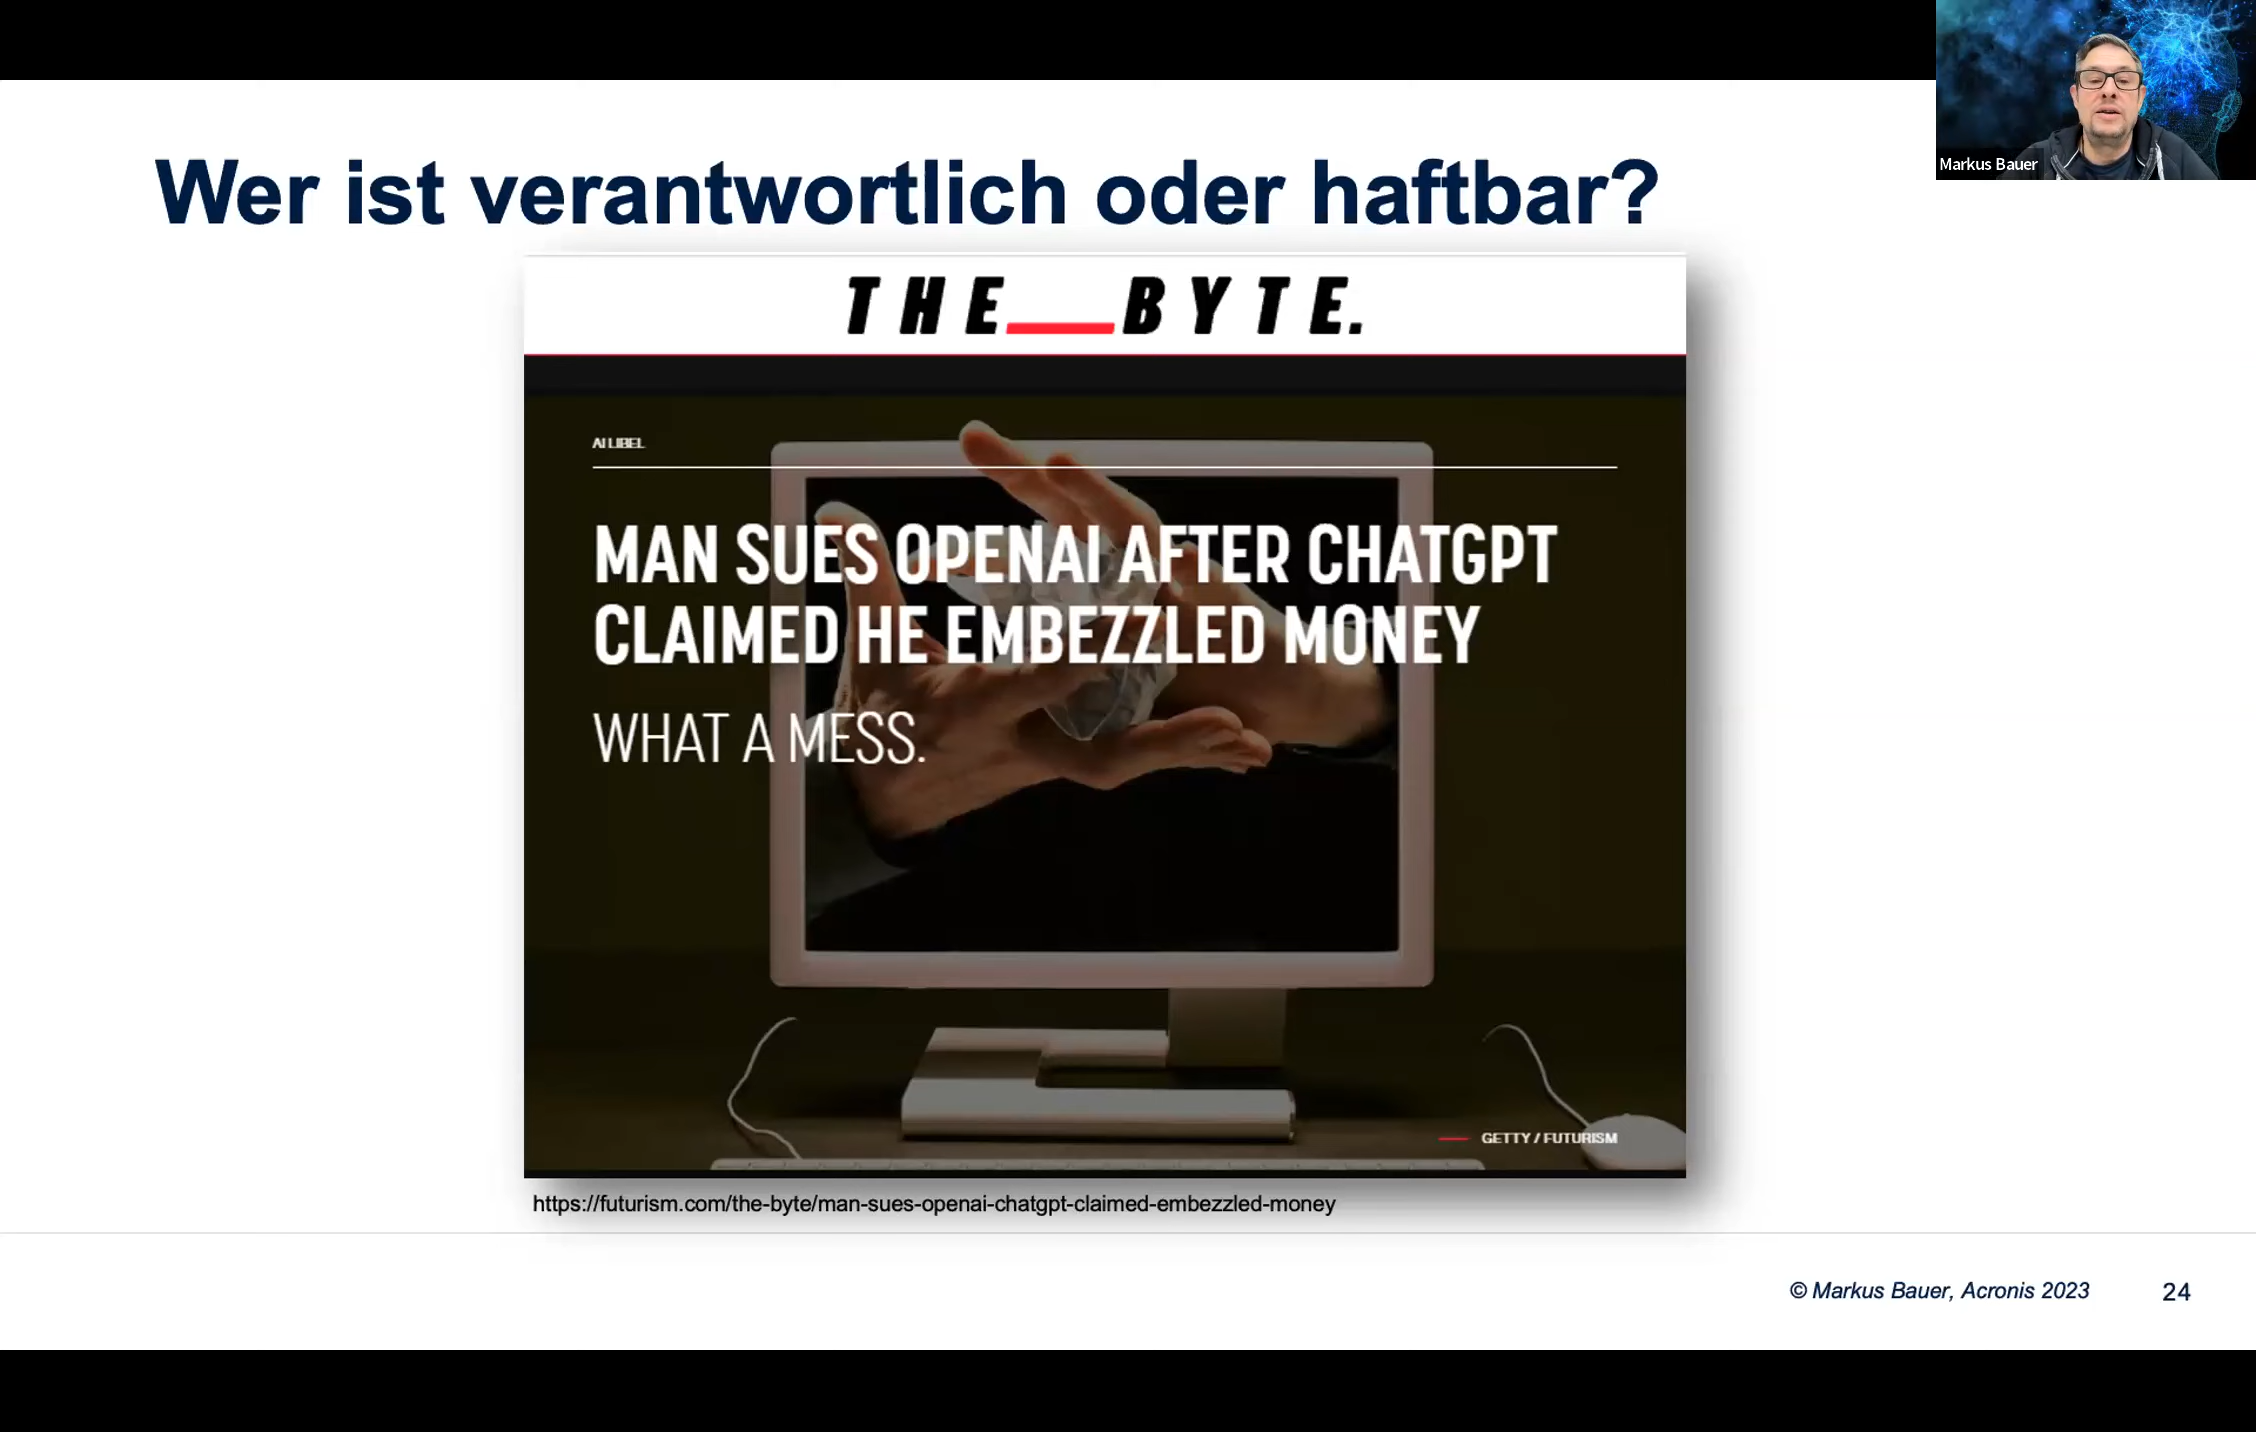 Markus Bauer
Wer ist verantwortlich oder haftbar?
THE__BYTE.
AI LIBEL
MAN SUES OPENAI AFTER CHATGPT
CLAIMED HE EMBEZZLED MONEY
WHAT A MESS.
GETTY / FUTURISM
https://futurism.com/the-byte/man-sues-openai-chatgpt-claimed-embezzled-money
© Markus Bauer, Acronis 2023
24